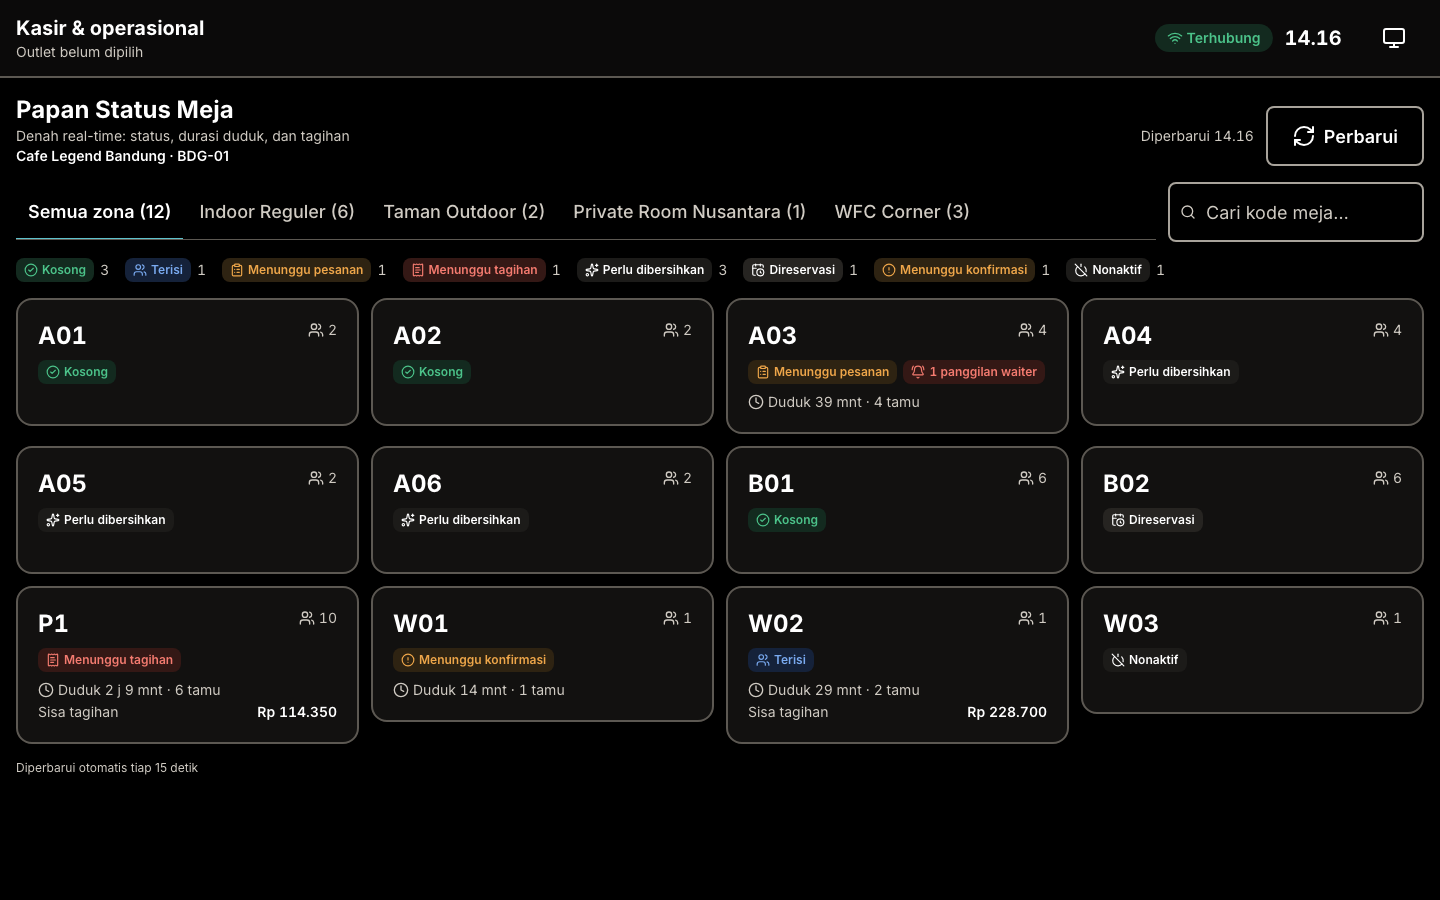 Kasir & operasional
Outlet belum dipilih
Terhubung
14.16
Papan Status Meja
Denah real-time: status, durasi duduk, dan tagihan
Cafe Legend Bandung · BDG-01
Diperbarui 14.16
Perbarui
Semua zona (12)
Indoor Reguler (6)
Taman Outdoor (2)
Private Room Nusantara (1)
WFC Corner (3)
Cari kode meja...
Kosong 3
Terisi 1
Menunggu pesanan 1
Menunggu tagihan 1
Perlu dibersihkan 3
Direservasi 1
Menunggu konfirmasi 1
Nonaktif 1
A01 2
Kosong
A02 2
Kosong
A03 4
Menunggu pesanan 1 panggilan waiter
Duduk 39 mnt · 4 tamu
A04 4
Perlu dibersihkan
A05 2
Perlu dibersihkan
A06 2
Perlu dibersihkan
B01 6
Kosong
B02 6
Direservasi
P1 10
Menunggu tagihan
Duduk 2 j 9 mnt · 6 tamu
Sisa tagihan Rp 114.350
W01 1
Menunggu konfirmasi
Duduk 14 mnt · 1 tamu
W02 1
Terisi
Duduk 29 mnt · 2 tamu
Sisa tagihan Rp 228.700
W03 1
Nonaktif
Diperbarui otomatis tiap 15 detik